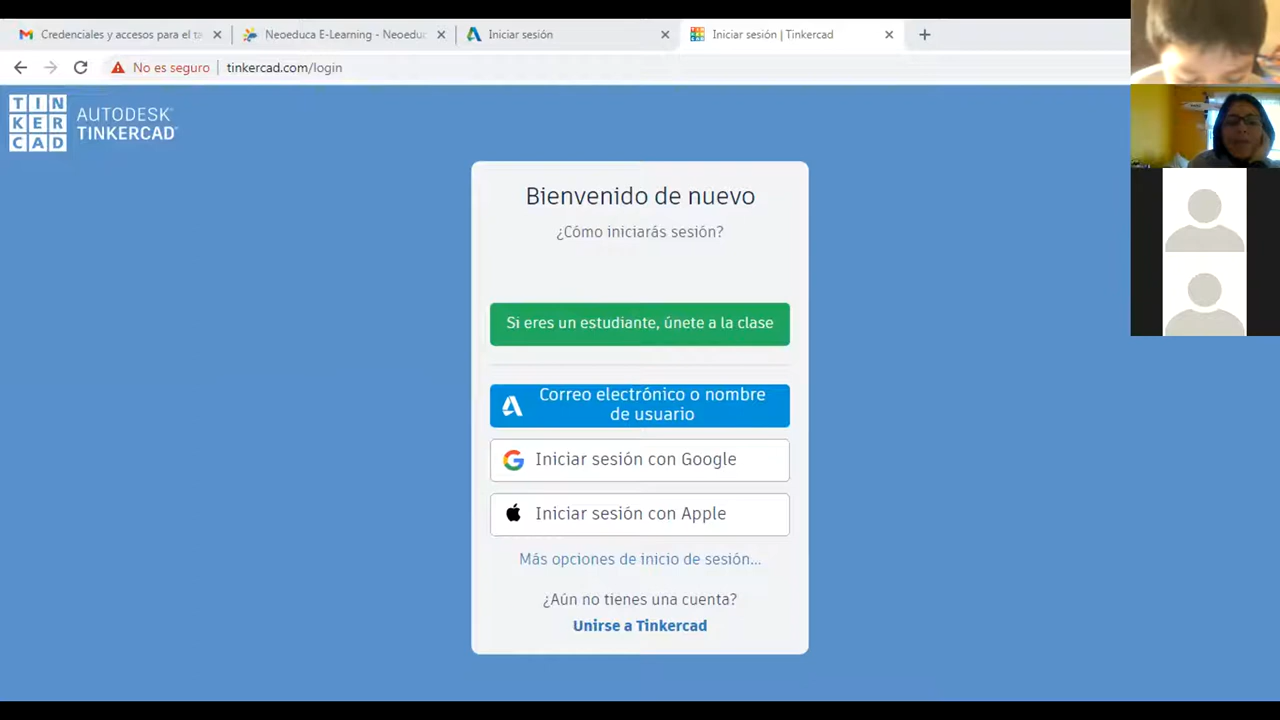 Credenciales y accesos para el ta
Neoeduca E-Learning - Neoeduc
Iniciar sesión
Iniciar sesión | Tinkercad
No es seguro
tinkercad.com/login
TIN
KER
CAD
AUTODESK
TINKERCAD
Bienvenido de nuevo
¿Cómo iniciarás sesión?
Si eres un estudiante, únete a la clase
Correo electrónico o nombre
de usuario
Iniciar sesión con Google
Iniciar sesión con Apple
Más opciones de inicio de sesión...
¿Aún no tienes una cuenta?
Unirse a Tinkercad